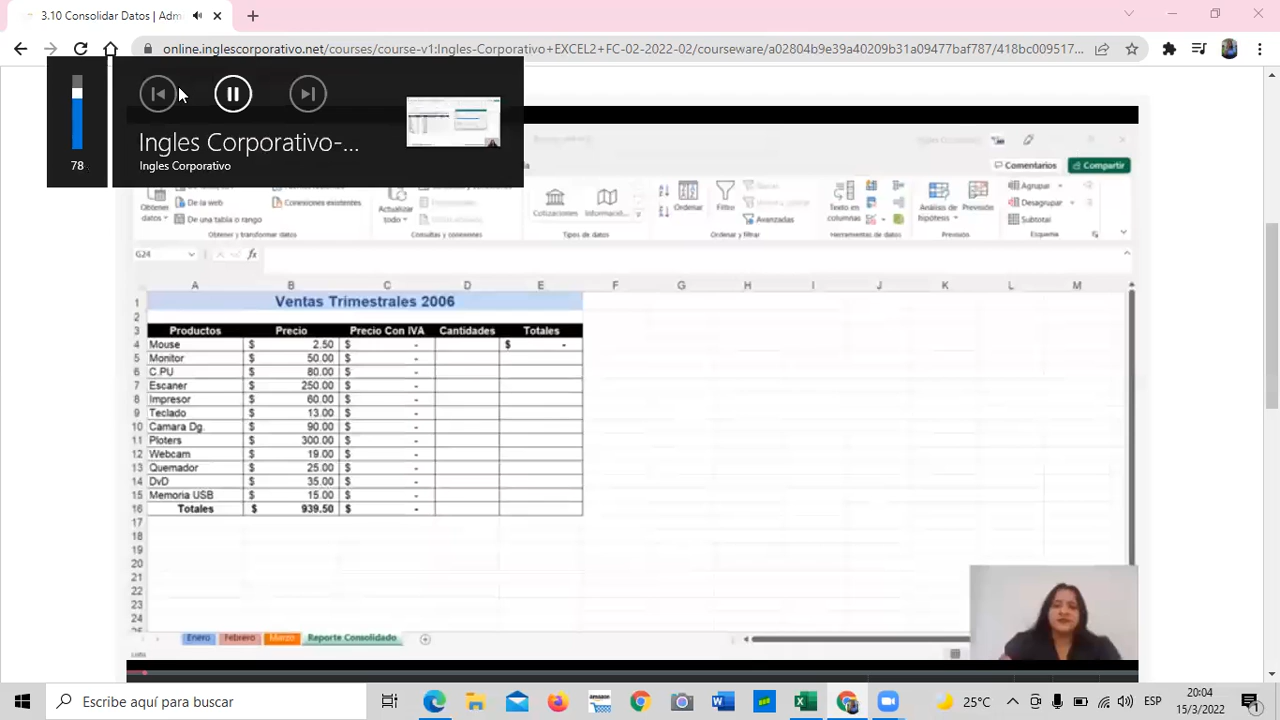 3.10 Consolidar Datos | Adm
online.inglescorporativo.net/courses/course-v1:Ingles-Corporativo+EXCEL2+FC-02-2022-02/courseware/a02804b9e39a40209b31a09477baf787/418bc009517...
Ingles Corporativo-...
Ingles Corporativo
78
Comentarios
Compartir
Obtener datos
De la web
De una tabla o rango
Conexiones existentes
Obtener y transformar datos
Actualizar todo
Consultas y conexiones
Cotizaciones
Informaci...
Tipos de datos
Ordenar
Filtro
Avanzadas
Ordenar y filtrar
Texto en columnas
Herramientas de datos
Análisis de hipótesis
Previsión
Previsión
Agrupar
Desagrupar
Subtotal
Esquema
G24
fx
A B C D E F G H I J K L M
1 Ventas Trimestrales 2006
2
3 Productos Precio Precio Con IVA Cantidades Totales
4 Mouse $ 2.50 $ - $ -
5 Monitor $ 50.00 $ -
6 C.PU $ 80.00 $ -
7 Escaner $ 250.00 $ -
8 Impresor $ 60.00 $ -
9 Teclado $ 13.00 $ -
10 Camara Dg. $ 90.00 $ -
11 Ploters $ 300.00 $ -
12 Webcam $ 19.00 $ -
13 Quemador $ 25.00 $ -
14 DvD $ 35.00 $ -
15 Memoria USB $ 15.00 $ -
16 Totales $ 939.50 $ -
17
18
19
20
21
22
23
24
Enero Febrero Marzo Reporte Consolidado
Listo
Escribe aquí para buscar
25°C
ESP
20:04
15/3/2022